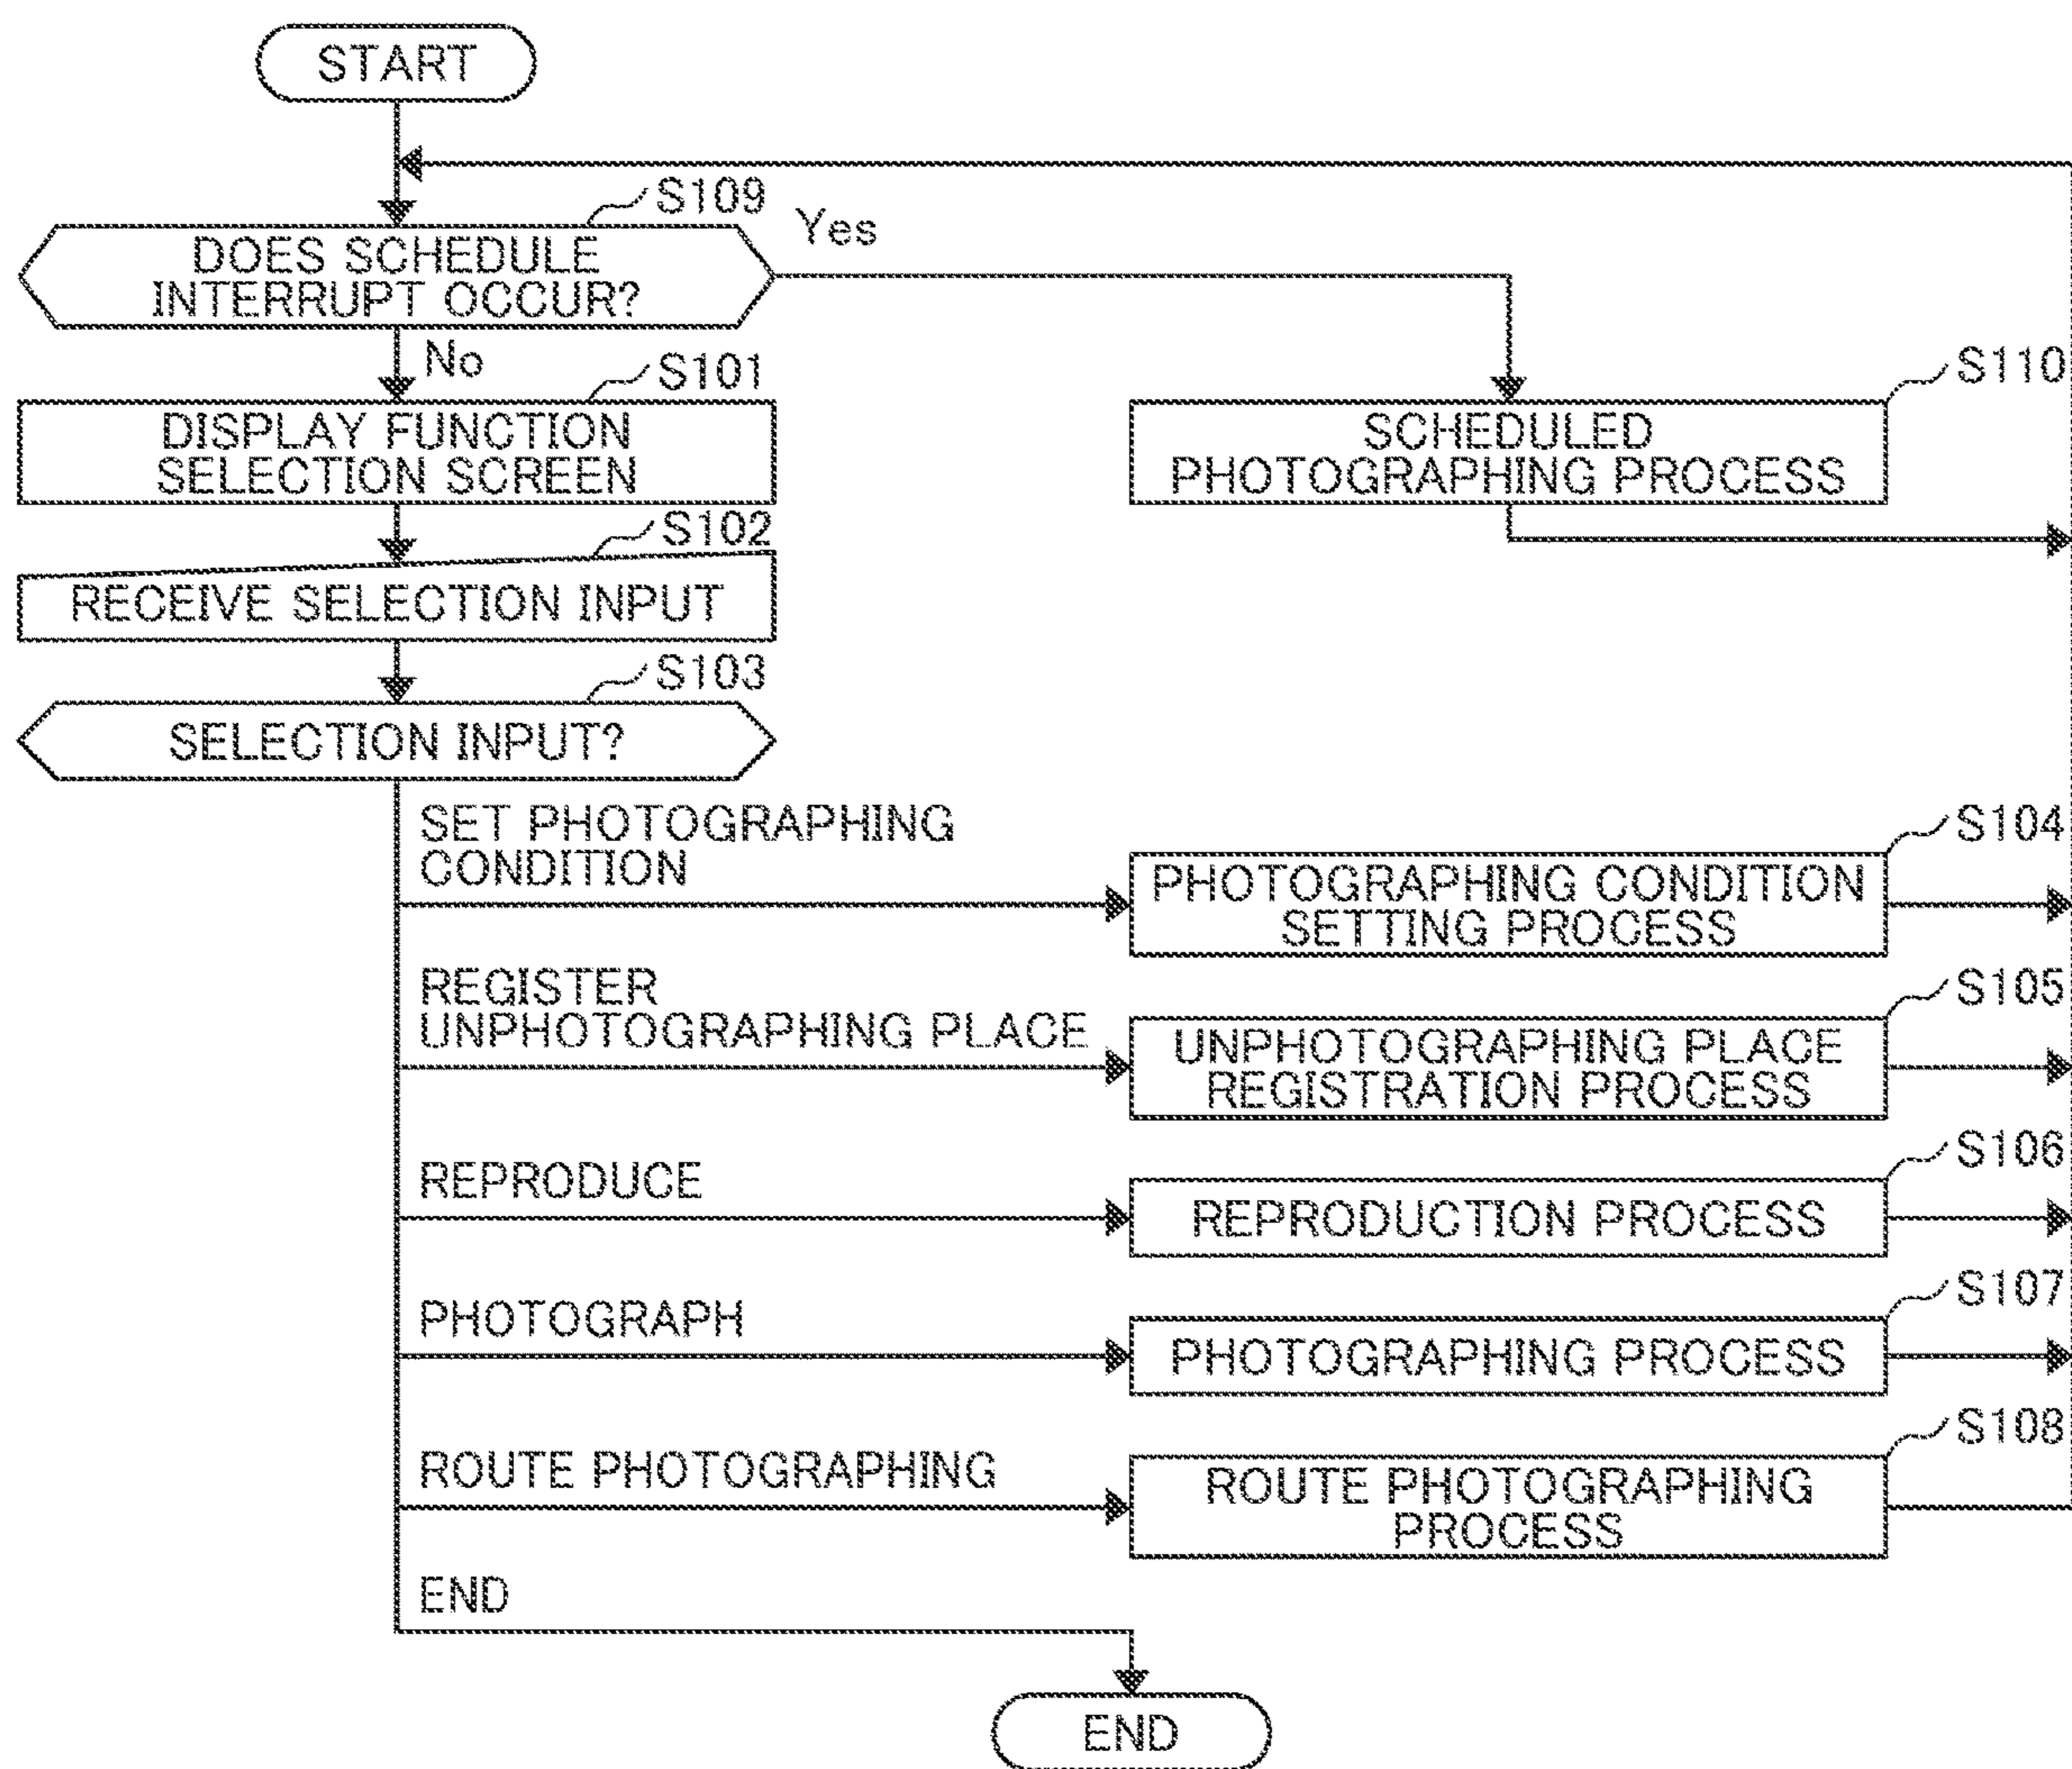 START
S109
DOES SCHEDULE
INTERRUPT OCCUR?
Yes
No
S101
DISPLAY FUNCTION
SELECTION SCREEN
S110
SCHEDULED
PHOTOGRAPHING PROCESS
S102
RECEIVE SELECTION INPUT
S103
SELECTION INPUT?
SET PHOTOGRAPHING
CONDITION
S104
PHOTOGRAPHING CONDITION
SETTING PROCESS
REGISTER
UNPHOTOGRAPHING PLACE
S105
UNPHOTOGRAPHING PLACE
REGISTRATION PROCESS
REPRODUCE
S106
REPRODUCTION PROCESS
PHOTOGRAPH
S107
PHOTOGRAPHING PROCESS
ROUTE PHOTOGRAPHING
S108
ROUTE PHOTOGRAPHING
PROCESS
END
END